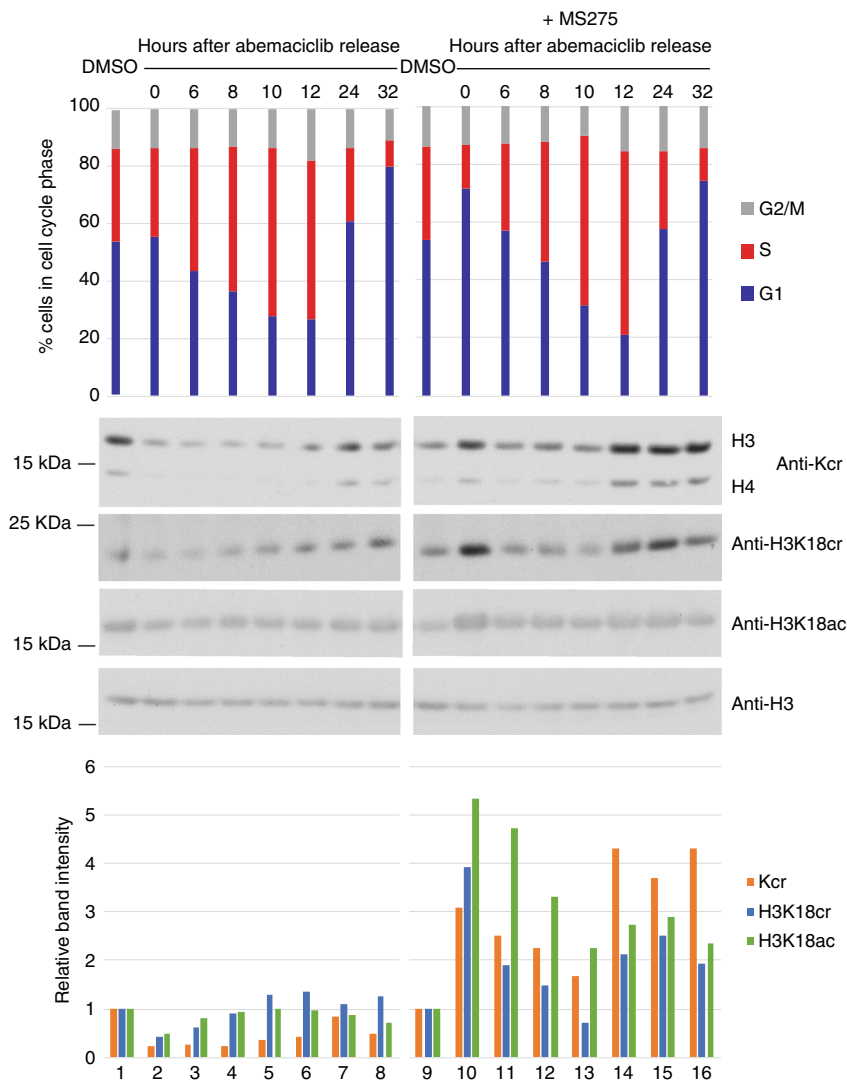 + MS275
Hours after abemaciclib release Hours after abemaciclib release
DMSO DMSO
0 6 8 10 12 24 32 0 6 8 10 12 24 32
% cells in cell cycle phase
100
80
60
40
20
0
G2/M
S
G1
H3
Anti-Kcr
15 kDa
H4
25 KDa
Anti-H3K18cr
Anti-H3K18ac
15 kDa
Anti-H3
15 kDa
Relative band intensity
6
5
4
3
2
1
0
Kcr
H3K18cr
H3K18ac
1 2 3 4 5 6 7 8 9 10 11 12 13 14 15 16